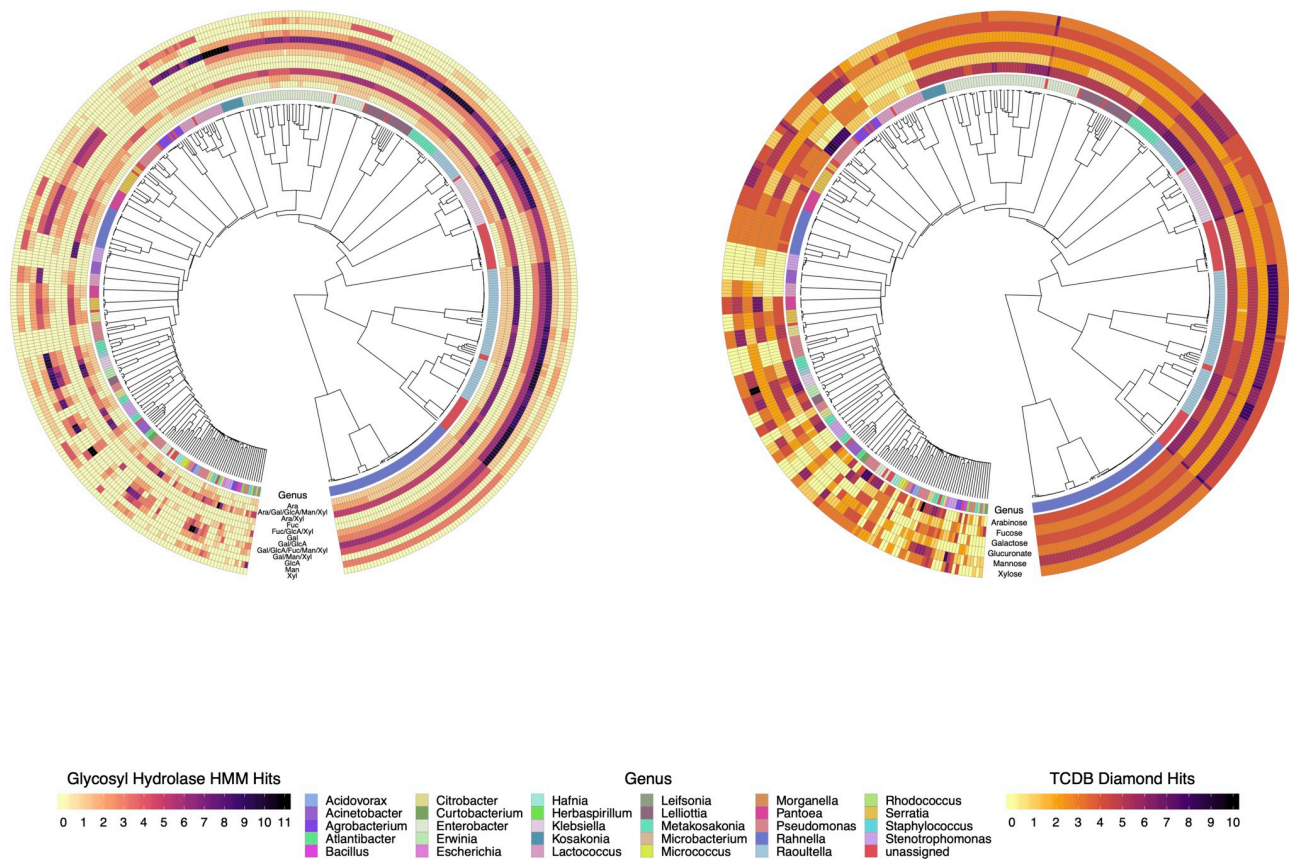 Genus
Ara
Ara/Gal/GlcA/Man/Xyl
Ara/Xyl
Fuc
Fuc/GlcA/Xyl
Gal
Gal/GlcA
Gal/GlcA/Fuc/Man/Xyl
Gal/Man/Xyl
GlcA
Man
Xyl
Genus
Arabinose
Fucose
Galactose
Glucuronate
Mannose
Xylose
Glycosyl Hydrolase HMM Hits
0 1 2 3 4 5 6 7 8 9 10 11
Genus
Acidovorax
Acinetobacter
Agrobacterium
Atlantibacter
Bacillus
Citrobacter
Curtobacterium
Enterobacter
Erwinia
Escherichia
Hafnia
Herbaspirillum
Klebsiella
Kosakonia
Lactococcus
Leifsonia
Lelliottia
Metakosakonia
Microbacterium
Micrococcus
Morganella
Pantoea
Pseudomonas
Rahnella
Raoultella
Rhodococcus
Serratia
Staphylococcus
Stenotrophomonas
unassigned
TCDB Diamond Hits
0 1 2 3 4 5 6 7 8 9 10